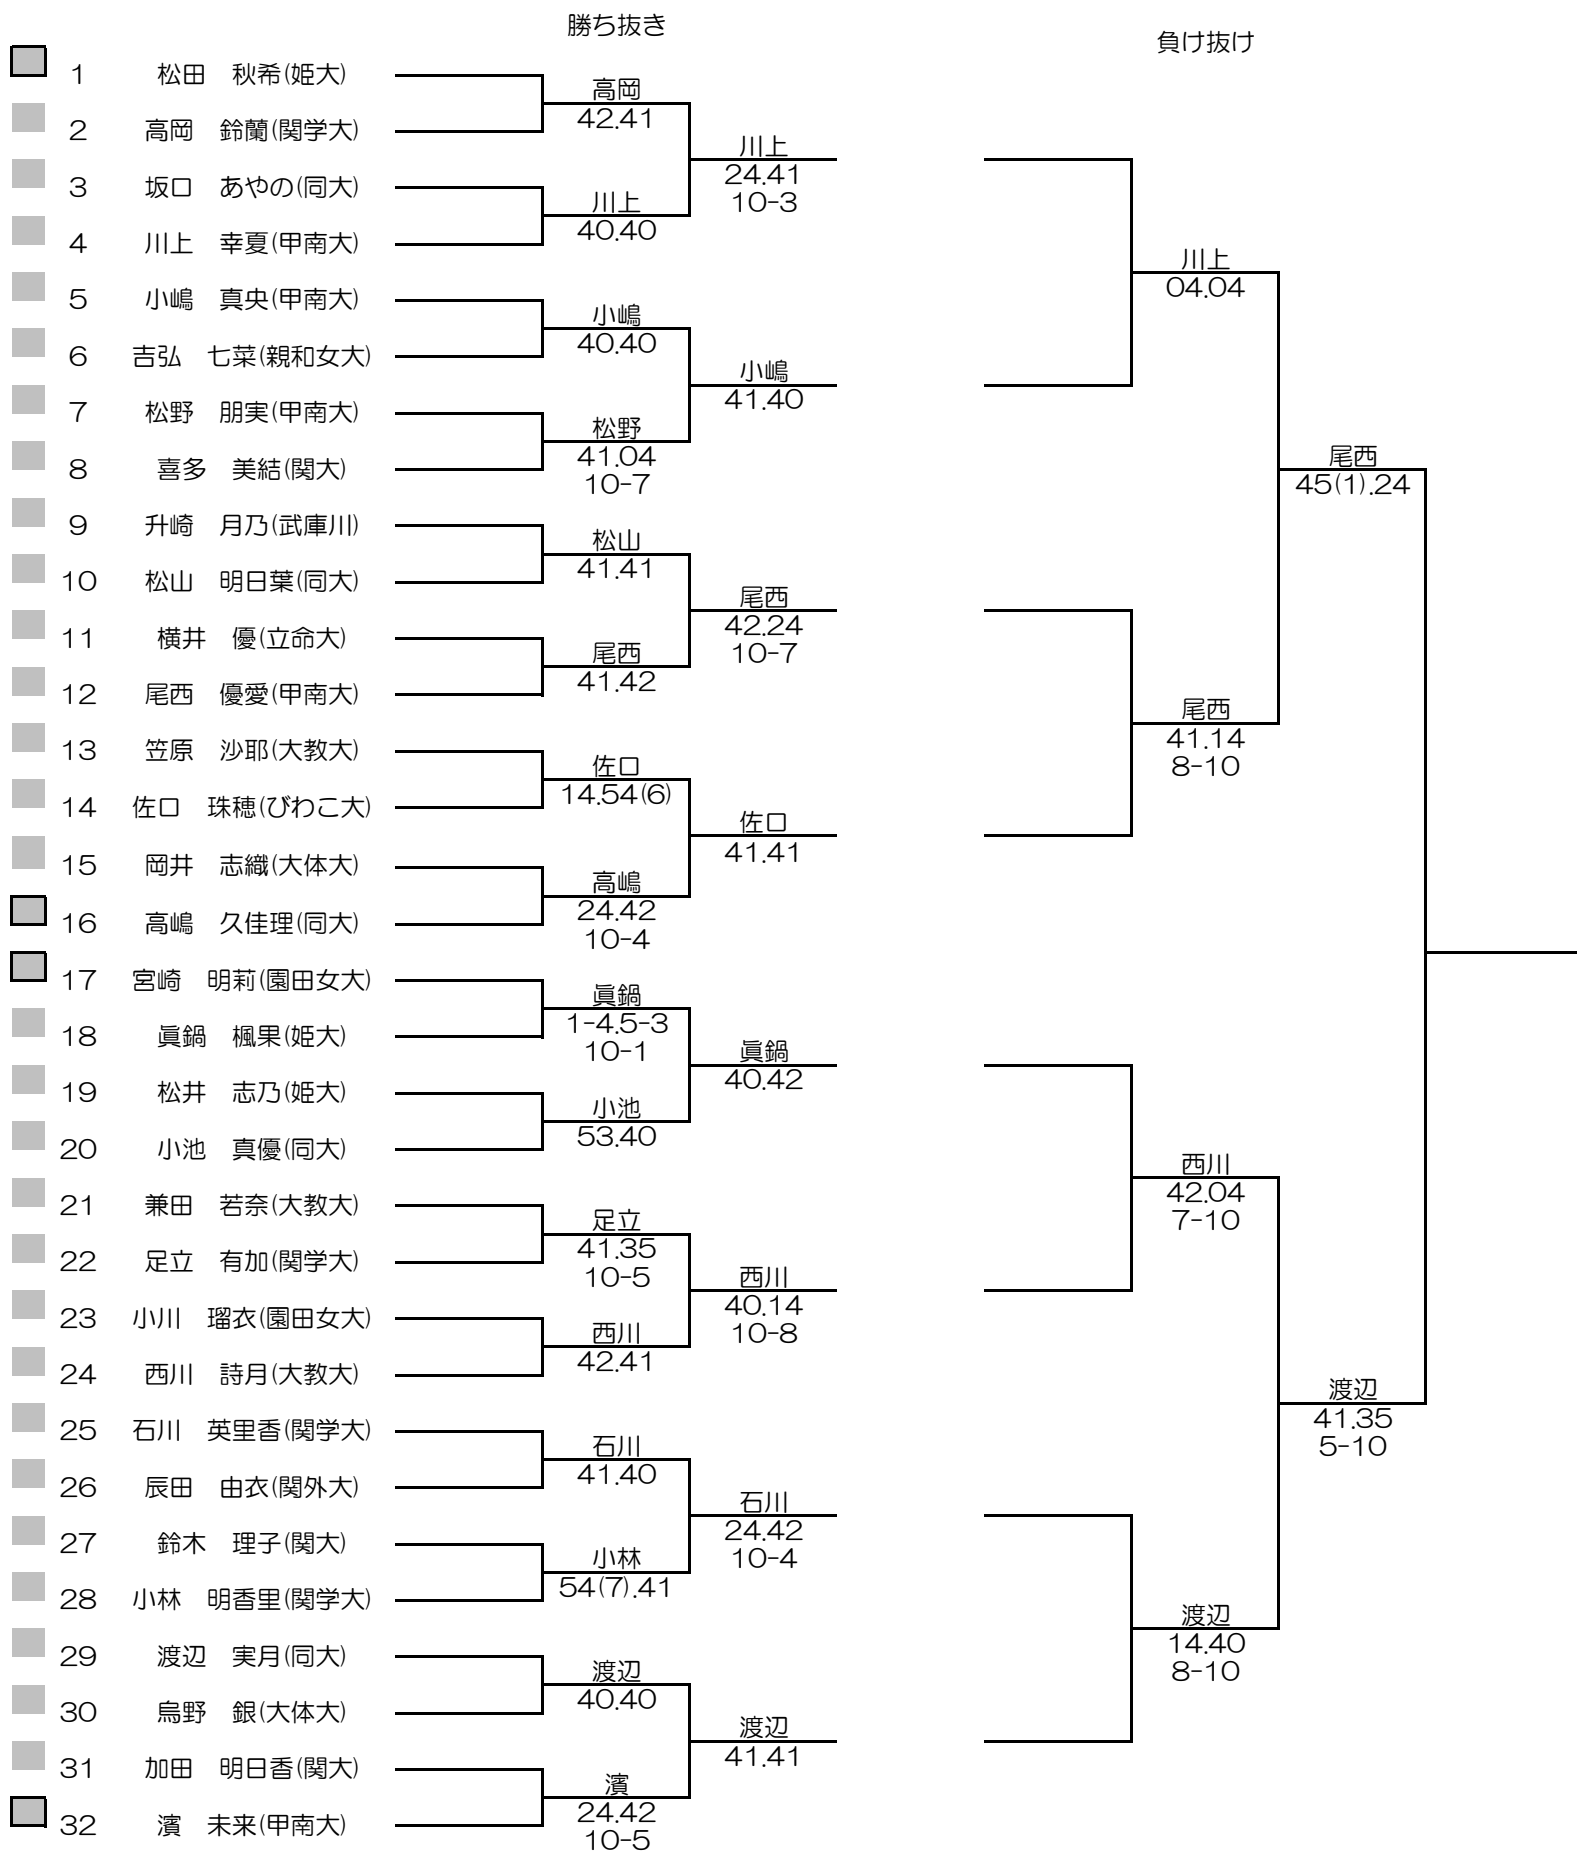 勝ち抜き
負け抜け
1 松田 秋希(姫大)
2 高岡 鈴蘭(関学大)
3 坂口 あやの(同大)
4 川上 幸夏(甲南大)
5 小嶋 真央(甲南大)
6 吉弘 七菜(親和女大)
7 松野 朋実(甲南大)
8 喜多 美結(関大)
9 升崎 月乃(武庫川)
10 松山 明日葉(同大)
11 横井 優(立命大)
12 尾西 優愛(甲南大)
13 笠原 沙耶(大教大)
14 佐口 珠穂(びわこ大)
15 岡井 志織(大体大)
16 高嶋 久佳理(同大)
17 宮崎 明莉(園田女大)
18 眞鍋 楓果(姫大)
19 松井 志乃(姫大)
20 小池 真優(同大)
21 兼田 若奈(大教大)
22 足立 有加(関学大)
23 小川 瑠衣(園田女大)
24 西川 詩月(大教大)
25 石川 英里香(関学大)
26 辰田 由衣(関外大)
27 鈴木 理子(関大)
28 小林 明香里(関学大)
29 渡辺 実月(同大)
30 烏野 銀(大体大)
31 加田 明日香(関大)
32 濱 未来(甲南大)
高岡
42.41
川上
40.40
小嶋
40.40
松野
41.04
10-7
松山
41.41
尾西
41.42
佐口
14.54(6)
高嶋
24.42
10-4
眞鍋
1-4.5-3
10-1
小池
53.40
足立
41.35
10-5
西川
42.41
石川
41.40
小林
54(7).41
渡辺
40.40
濱
24.42
10-5
川上
24.41
10-3
小嶋
41.40
尾西
42.24
10-7
佐口
41.41
眞鍋
40.42
西川
40.14
10-8
石川
24.42
10-4
渡辺
41.41
川上
04.04
尾西
41.14
8-10
西川
42.04
7-10
渡辺
14.40
8-10
尾西
45(1).24
渡辺
41.35
5-10